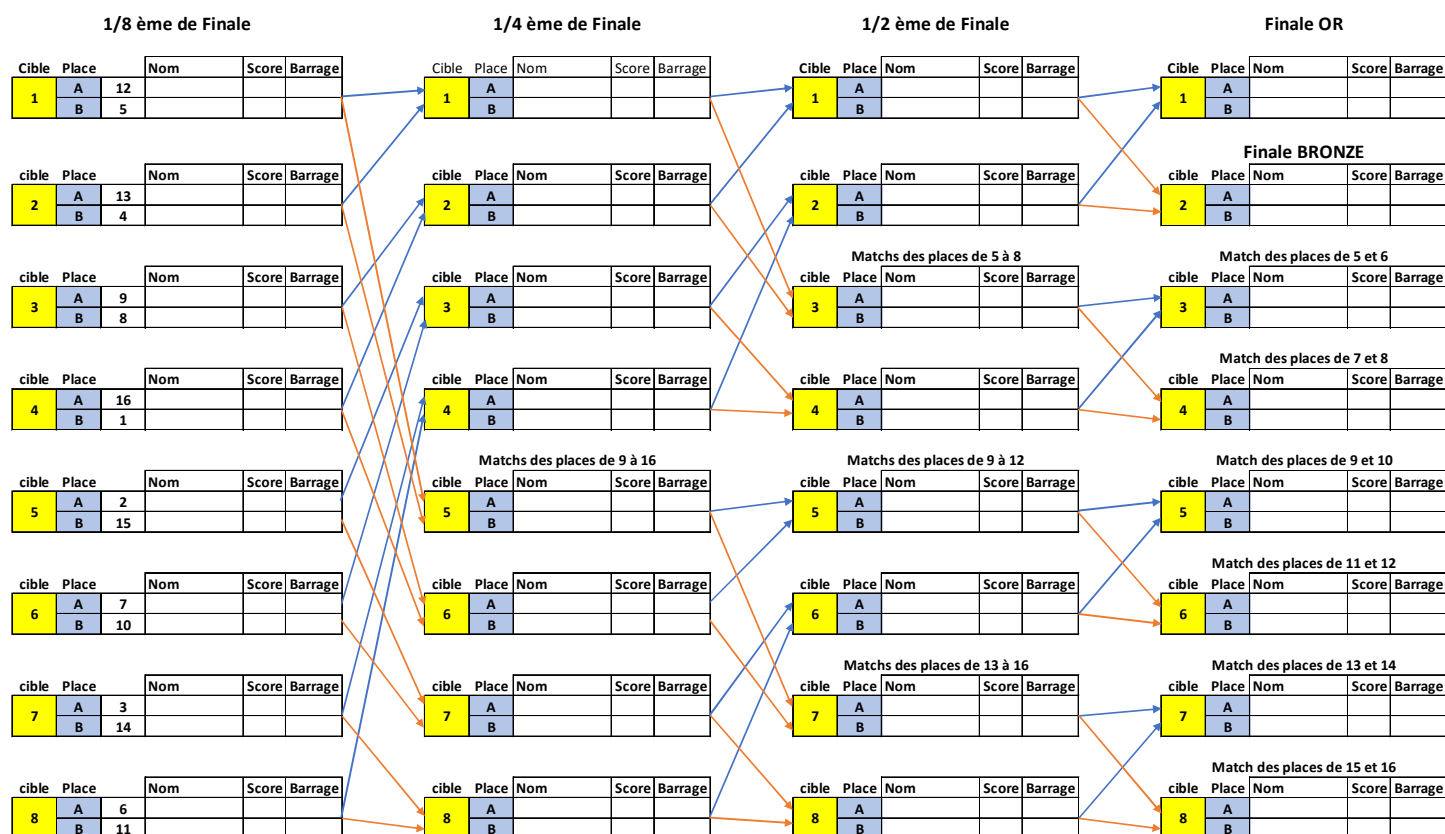 1/8 ème de Finale 1/4 ème de Finale 1/2 ème de Finale Finale OR
Cible Place Nom Score Barrage Cible Place Nom Score Barrage Cible Place Nom Score Barrage Cible Place Nom Score Barrage
1 A 12 1 A 1 A 1 A
B 5 B B B
Finale BRONZE
cible Place Nom Score Barrage cible Place Nom Score Barrage cible Place Nom Score Barrage cible Place Nom Score Barrage
2 A 13 2 A 2 A 2 A
B 4 B B B
Matchs des places de 5 à 8 Match des places de 5 et 6
cible Place Nom Score Barrage cible Place Nom Score Barrage cible Place Nom Score Barrage cible Place Nom Score Barrage
3 A 9 3 A 3 A 3 A
B 8 B B B
Match des places de 7 et 8
cible Place Nom Score Barrage cible Place Nom Score Barrage cible Place Nom Score Barrage cible Place Nom Score Barrage
4 A 16 4 A 4 A 4 A
B 1 B B B
Matchs des places de 9 à 16 Matchs des places de 9 à 12 Match des places de 9 et 10
cible Place Nom Score Barrage cible Place Nom Score Barrage cible Place Nom Score Barrage cible Place Nom Score Barrage
5 A 2 5 A 5 A 5 A
B 15 B B B
Match des places de 11 et 12
cible Place Nom Score Barrage cible Place Nom Score Barrage cible Place Nom Score Barrage cible Place Nom Score Barrage
6 A 7 6 A 6 A 6 A
B 10 B B B
Matchs des places de 13 à 16 Match des places de 13 et 14
cible Place Nom Score Barrage cible Place Nom Score Barrage cible Place Nom Score Barrage cible Place Nom Score Barrage
7 A 3 7 A 7 A 7 A
B 14 B B B
Match des places de 15 et 16
cible Place Nom Score Barrage cible Place Nom Score Barrage cible Place Nom Score Barrage cible Place Nom Score Barrage
8 A 6 8 A 8 A 8 A
B 11 B B B